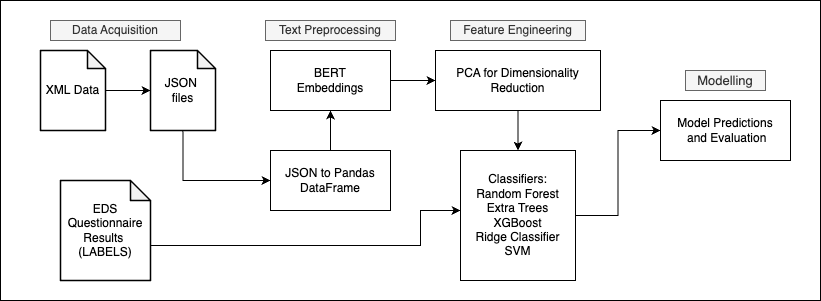 Data Acquisition
Text Preprocessing
Feature Engineering
Modelling
XML Data
JSON
files
BERT
Embeddings
PCA for Dimensionality
Reduction
Model Predictions
and Evaluation
JSON to Pandas
DataFrame
EDS
Questionnaire
Results
(LABELS)
Classifiers:
Random Forest
Extra Trees
XGBoost
Ridge Classifier
SVM